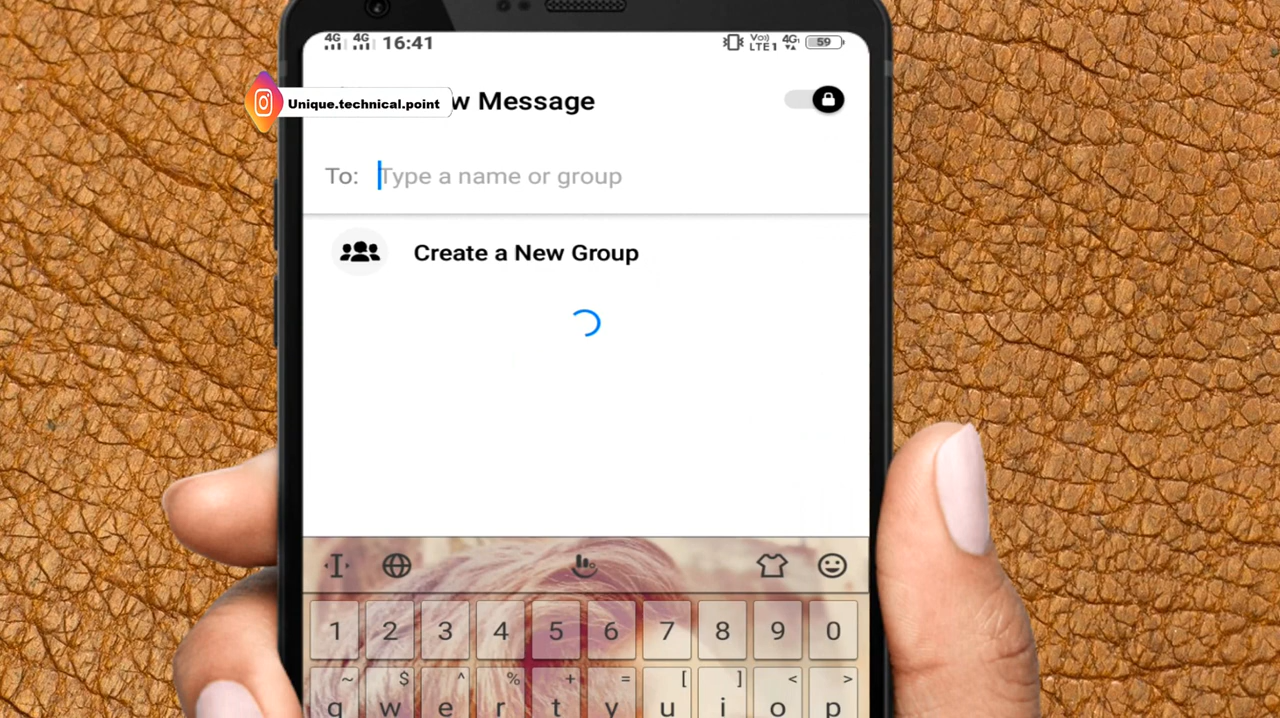 4G 4G 16:41 Vo) LTE1 4G 59
Unique.technical.point
w Message
To: Type a name or group
Create a New Group
1 2 3 4 5 6 7 8 9 0
~ $ ^ % + = [ ] < >
q w e r t y u i o p